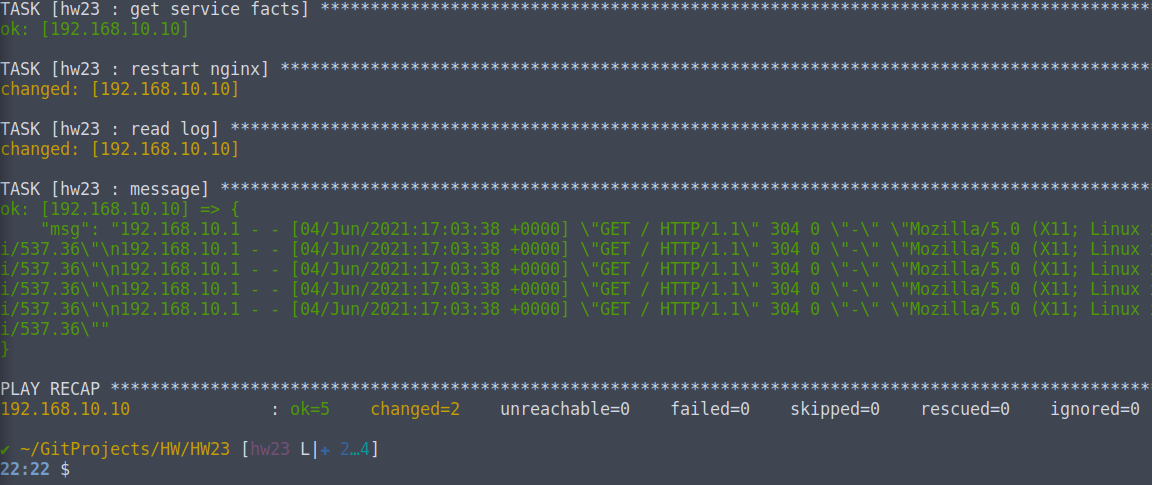 TASK [hw23 : get service facts] ***********************************************************************************
ok: [192.168.10.10]
TASK [hw23 : restart nginx] ***************************************************************************************
changed: [192.168.10.10]
TASK [hw23 : read log] ********************************************************************************************
changed: [192.168.10.10]
TASK [hw23 : message] *********************************************************************************************
ok: [192.168.10.10] => {
    "msg": "192.168.10.1 - - [04/Jun/2021:17:03:38 +0000] \"GET / HTTP/1.1\" 304 0 \"-\" \"Mozilla/5.0 (X11; Linux
i/537.36\"\n192.168.10.1 - - [04/Jun/2021:17:03:38 +0000] \"GET / HTTP/1.1\" 304 0 \"-\" \"Mozilla/5.0 (X11; Linux
i/537.36\"\n192.168.10.1 - - [04/Jun/2021:17:03:38 +0000] \"GET / HTTP/1.1\" 304 0 \"-\" \"Mozilla/5.0 (X11; Linux
i/537.36\"\n192.168.10.1 - - [04/Jun/2021:17:03:38 +0000] \"GET / HTTP/1.1\" 304 0 \"-\" \"Mozilla/5.0 (X11; Linux
i/537.36\"\n192.168.10.1 - - [04/Jun/2021:17:03:38 +0000] \"GET / HTTP/1.1\" 304 0 \"-\" \"Mozilla/5.0 (X11; Linux
i/537.36\""
}
PLAY RECAP ********************************************************************************************************
192.168.10.10              : ok=5    changed=2    unreachable=0    failed=0    skipped=0    rescued=0    ignored=0
✔ ~/GitProjects/HW/HW23 [hw23 L|✚ 2…4]
22:22 $